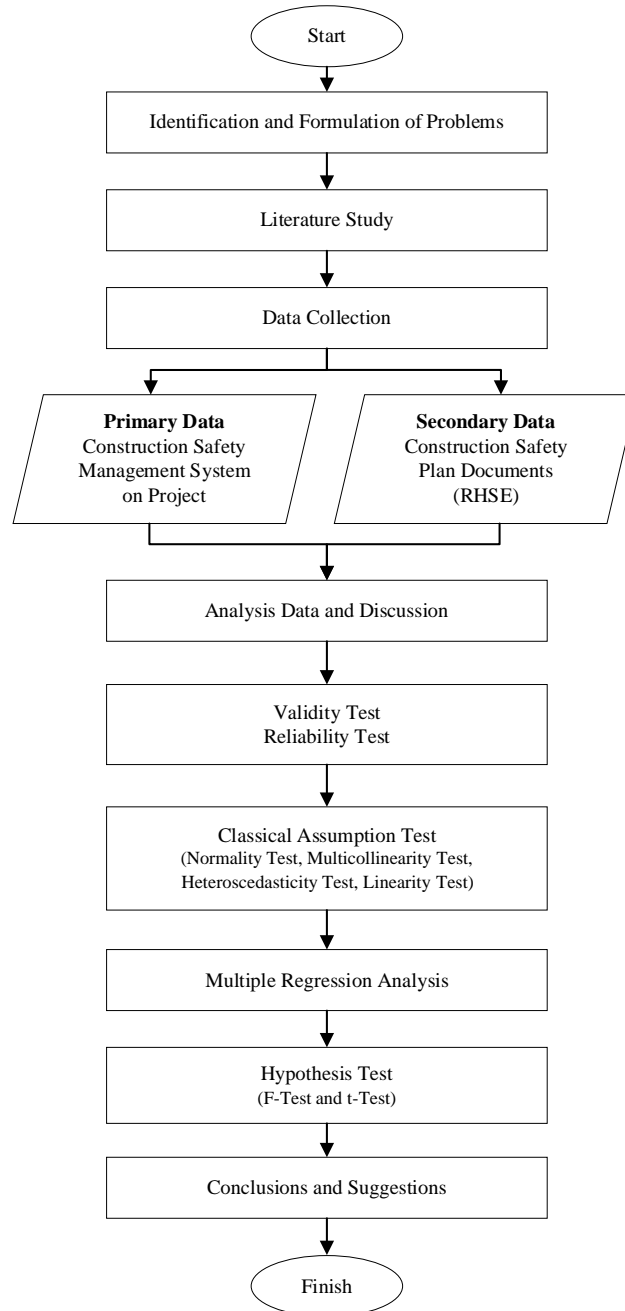 Start
Identification and Formulation of Problems
Literature Study
Data Collection
Primary Data
Construction Safety
Management System
on Project
Secondary Data
Construction Safety
Plan Documents
(RHSE)
Analysis Data and Discussion
Validity Test
Reliability Test
Classical Assumption Test
(Normality Test, Multicollinearity Test,
Heteroscedasticity Test, Linearity Test)
Multiple Regression Analysis
Hypothesis Test
(F-Test and t-Test)
Conclusions and Suggestions
Finish